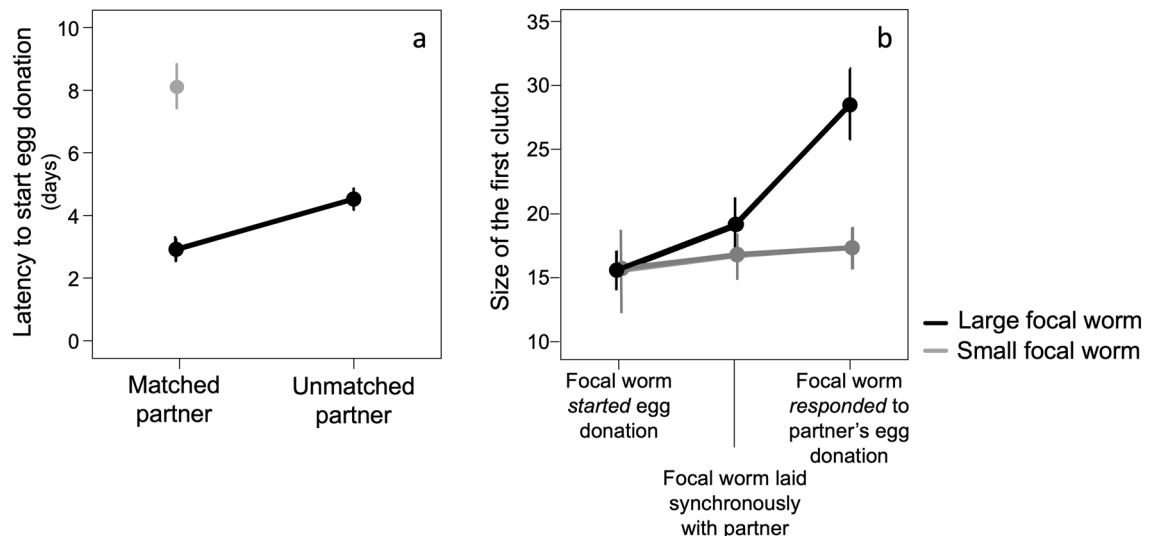 a
Latency to start egg donation
(days)
10
8
6
4
2
0
Matched
partner
Unmatched
partner
b
Size of the first clutch
35
30
25
20
15
10
Focal worm
started egg
donation
Focal worm laid
synchronously
with partner
Focal worm
responded to
partner's egg
donation
Large focal worm
Small focal worm